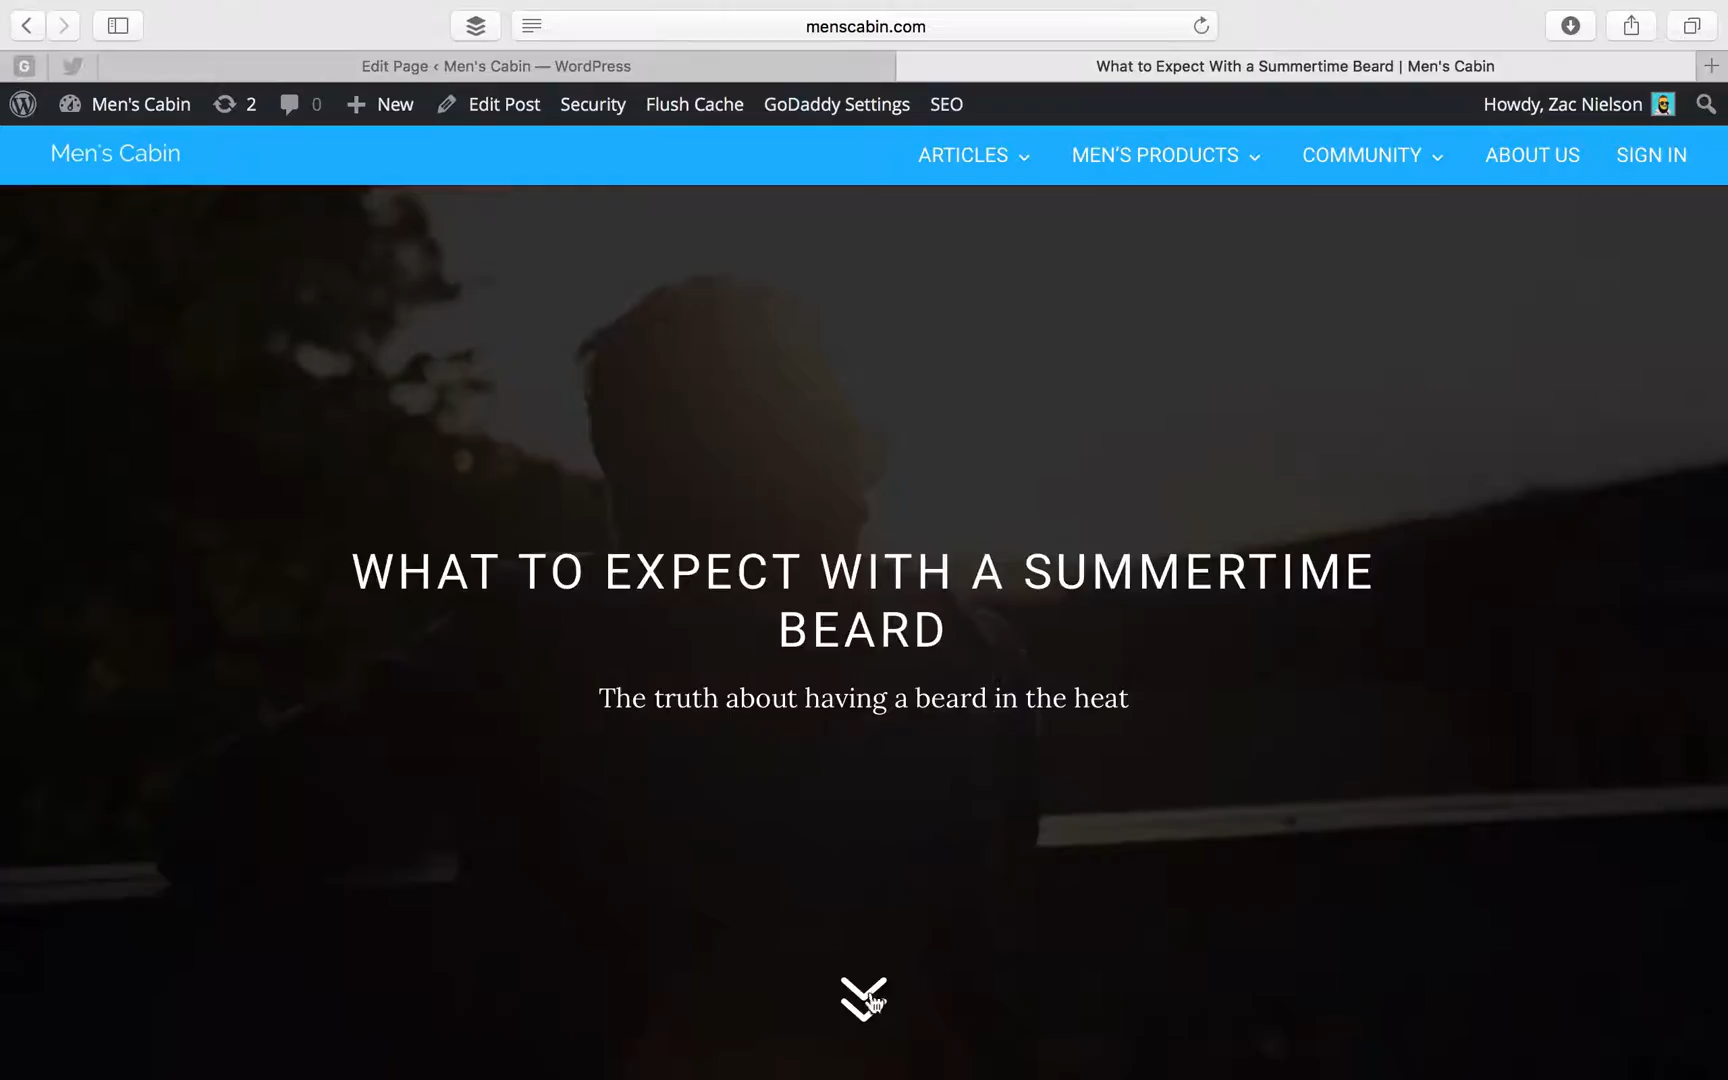 menscabin.com
G
Edit Page ‹ Men's Cabin — WordPress
What to Expect With a Summertime Beard | Men's Cabin
Men's Cabin 2 0 New Edit Post Security Flush Cache GoDaddy Settings SEO Howdy, Zac Nielson
Men's Cabin ARTICLES MEN’S PRODUCTS COMMUNITY ABOUT US SIGN IN
WHAT TO EXPECT WITH A SUMMERTIME
BEARD
The truth about having a beard in the heat